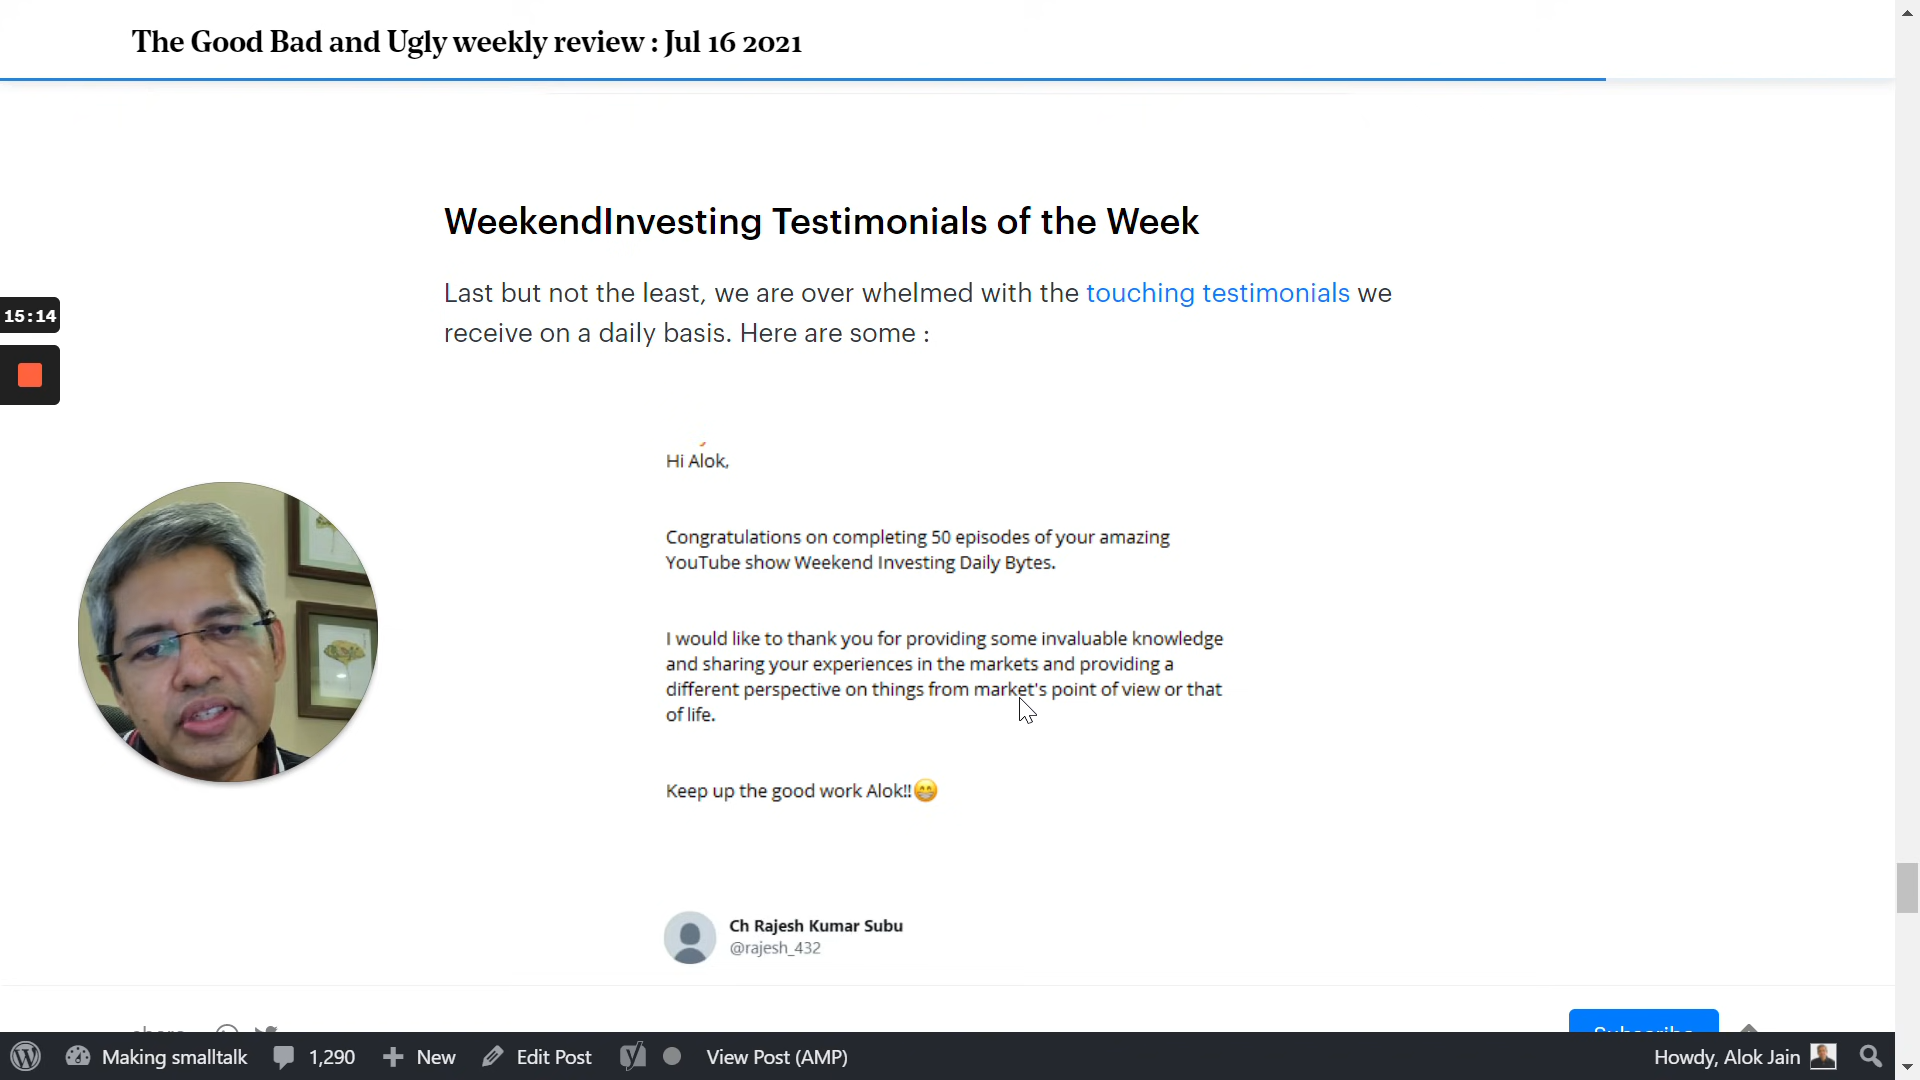 The Good Bad and Ugly weekly review : Jul 16 2021
WeekendInvesting Testimonials of the Week
Last but not the least, we are over whelmed with the touching testimonials we
receive on a daily basis. Here are some :
15:14
Hi Alok,
Congratulations on completing 50 episodes of your amazing
YouTube show Weekend Investing Daily Bytes.
I would like to thank you for providing some invaluable knowledge
and sharing your experiences in the markets and providing a
different perspective on things from market's point of view or that
of life.
Keep up the good work Alok!!😁
Ch Rajesh Kumar Subu
@rajesh_432
share
Subscribe
Making smalltalk 1,290 New Edit Post View Post (AMP) Howdy, Alok Jain